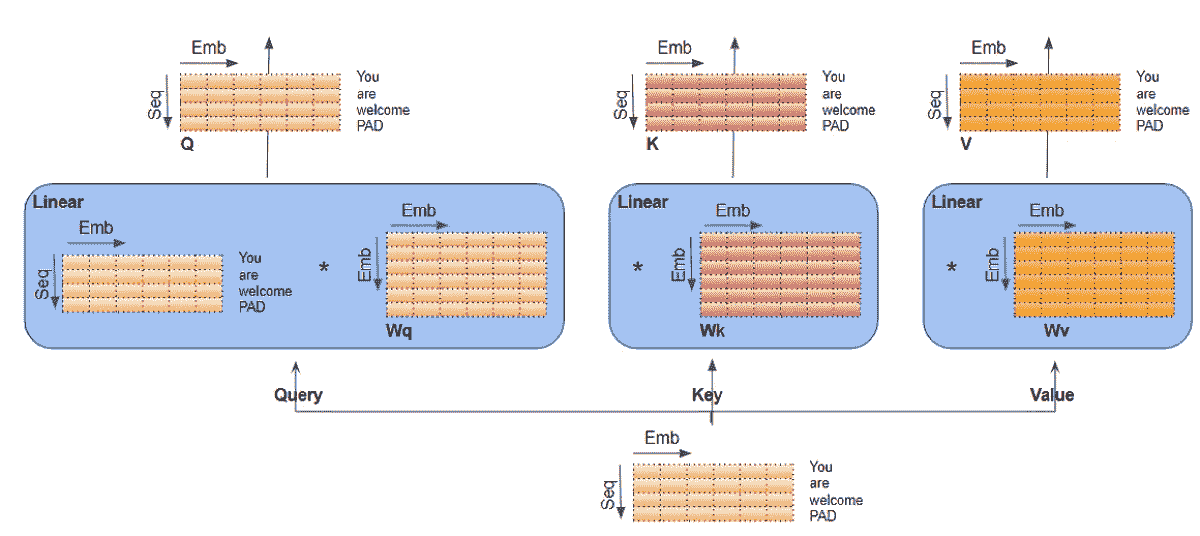 Emb
Seq
You
are
welcome
PAD
Q
Emb
Seq
You
are
welcome
PAD
K
Emb
Seq
You
are
welcome
PAD
V
Linear
Emb
Seq
You
are
welcome
PAD
*
Emb
Emb
Wq
Linear
*
Emb
Emb
Wk
Linear
*
Emb
Emb
Wv
Query
Key
Value
Emb
Seq
You
are
welcome
PAD